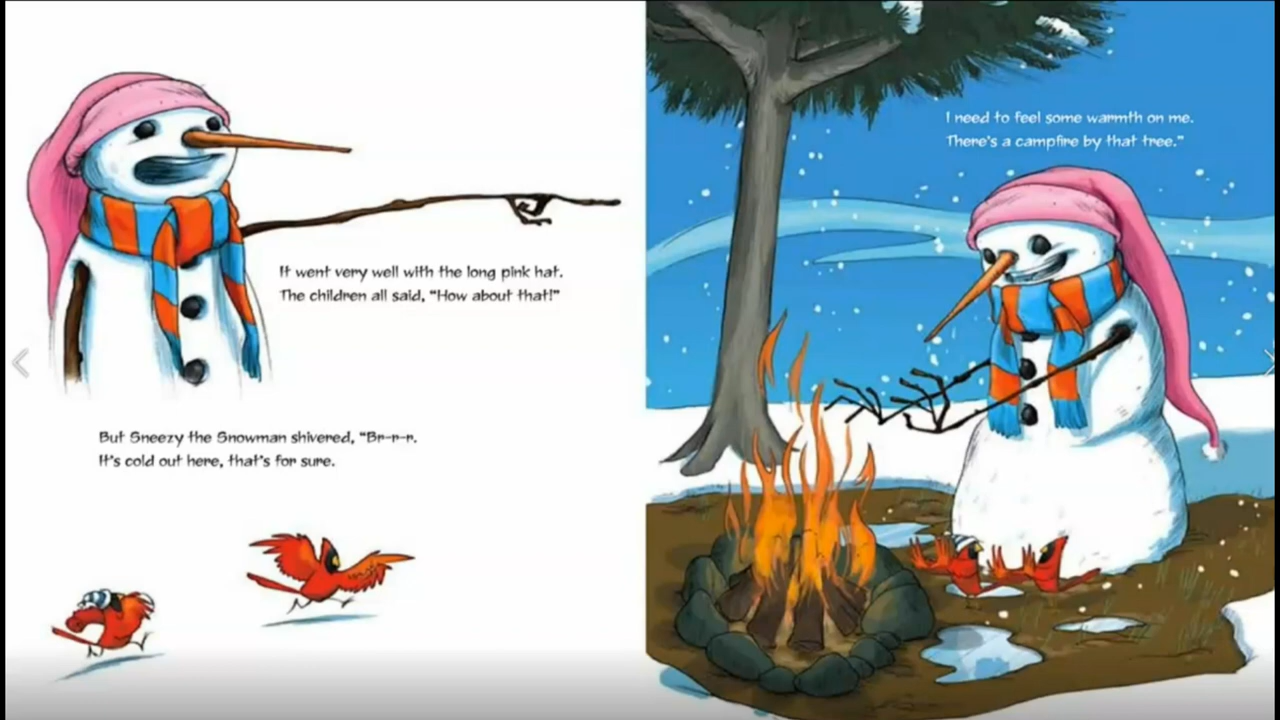 It went very well with the long pink hat.
The children all said, “How about that!”
But Sneezy the Snowman shivered, “Br-r-r.
It’s cold out here, that’s for sure.
I need to feel some warmth on me.
There’s a campfire by that tree.”